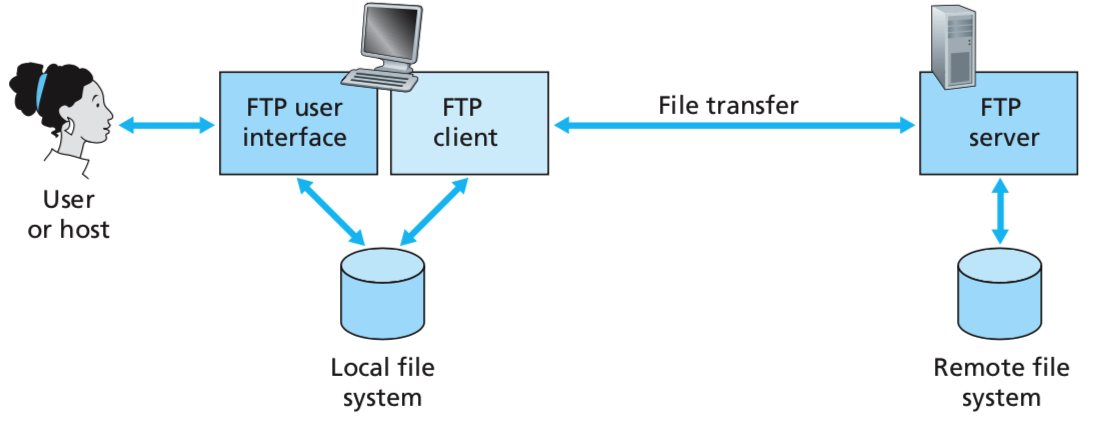 FTP user
interface
FTP
client
File transfer
FTP
server
User
or host
Local file
system
Remote file
system